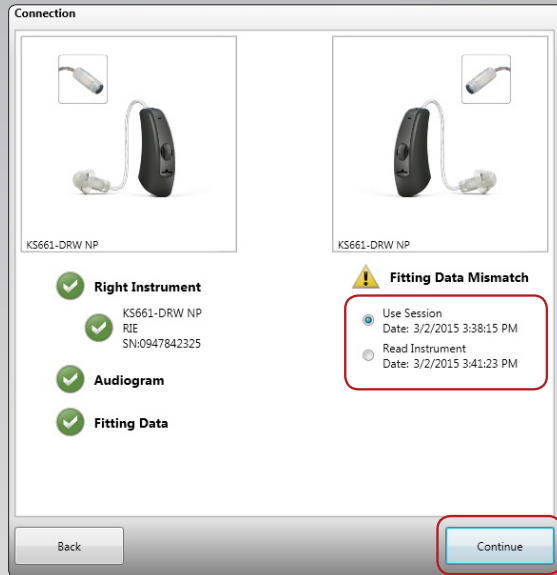 Connection
KS661-DRW NP
KS661-DRW NP
Right Instrument
KS661-DRW NP
RIE
SN:0947842325
Audiogram
Fitting Data
Fitting Data Mismatch
Use Session
Date: 3/2/2015 3:38:15 PM
Read Instrument
Date: 3/2/2015 3:41:23 PM
Back
Continue